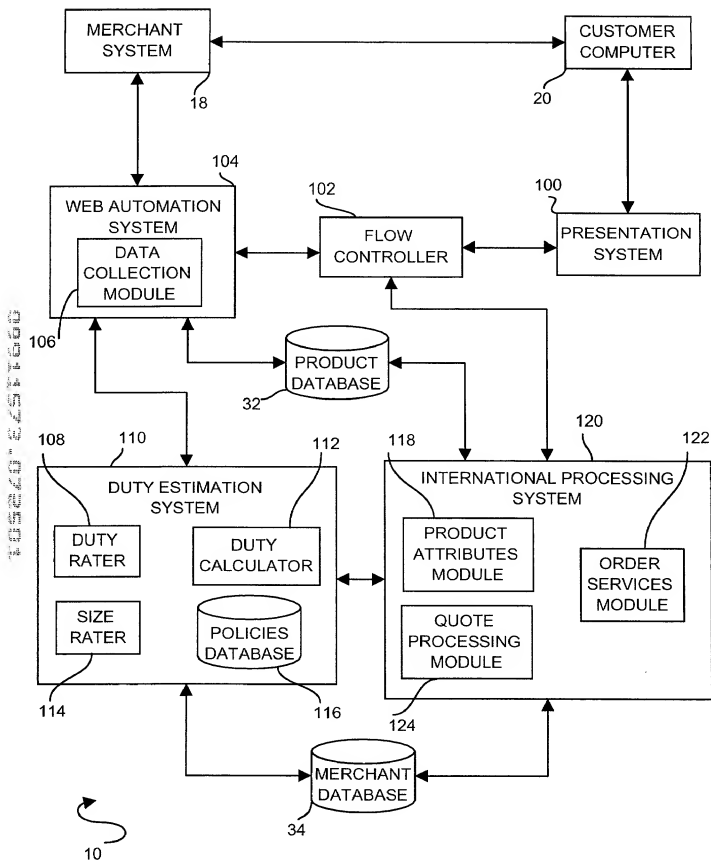 MERCHANT
SYSTEM
18
CUSTOMER
COMPUTER
20
104
WEB AUTOMATION
SYSTEM
DATA
COLLECTION
MODULE
106
102
FLOW
CONTROLLER
100
PRESENTATION
SYSTEM
PRODUCT
DATABASE
32
108
110
112
DUTY ESTIMATION
SYSTEM
DUTY
RATER
DUTY
CALCULATOR
SIZE
RATER
POLICIES
DATABASE
114
116
118
120
122
INTERNATIONAL PROCESSING
SYSTEM
PRODUCT
ATTRIBUTES
MODULE
ORDER
SERVICES
MODULE
QUOTE
PROCESSING
MODULE
124
MERCHANT
DATABASE
34
10